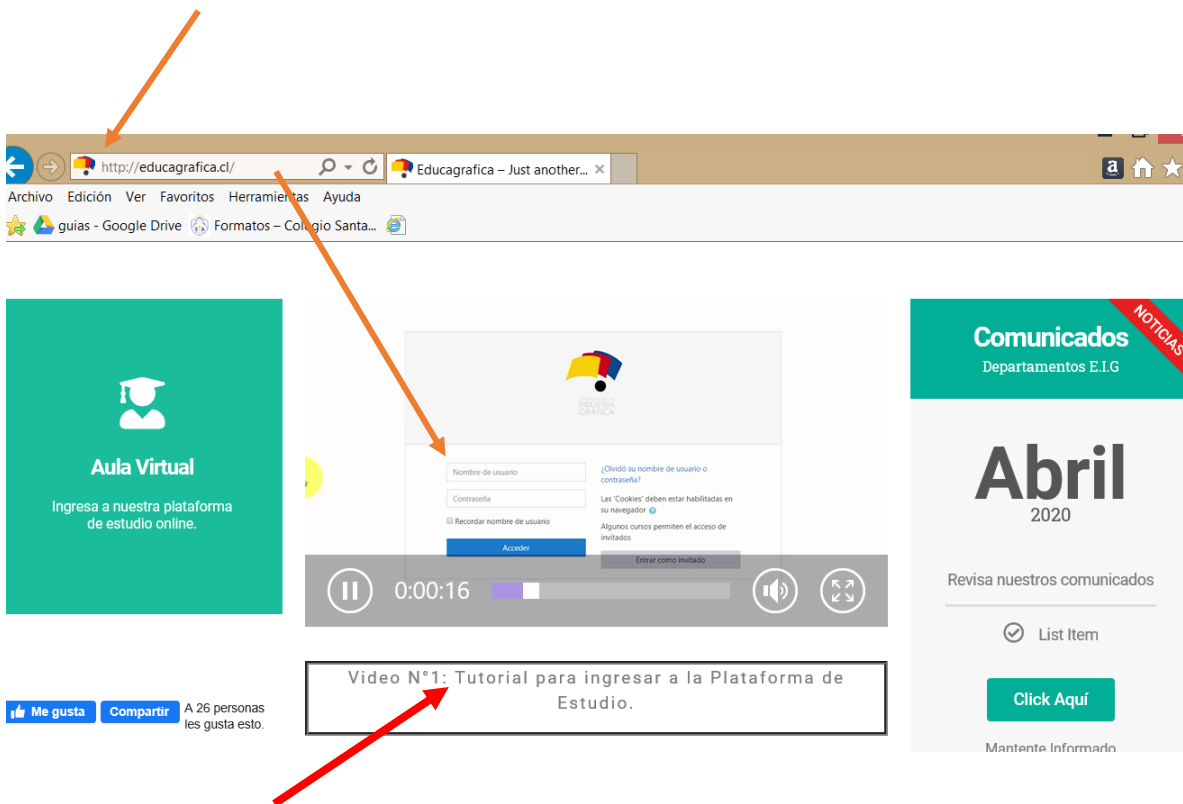 http://educagrafica.cl/
Educagrafica – Just another...
a
Archivo Edición Ver Favoritos Herramientas Ayuda
guias - Google Drive Formatos – Colegio Santa...
Aula Virtual
Ingresa a nuestra plataforma
de estudio online.
Me gusta
Compartir
A 26 personas
les gusta esto.
INDUSTRIA
GRAFICA
Nombre de usuario
Contraseña
Recordar nombre de usuario
Acceder
¿Olvidó su nombre de usuario o
contraseña?
Las 'Cookies' deben estar habilitadas en
su navegador
Algunos cursos permiten el acceso de
invitados
Entrar como invitado
0:00:16
Video N°1: Tutorial para ingresar a la Plataforma de
Estudio.
NOTICIAS
Comunicados
Departamentos E.I.G
Abril
2020
Revisa nuestros comunicados
List Item
Click Aquí
Mantente Informado